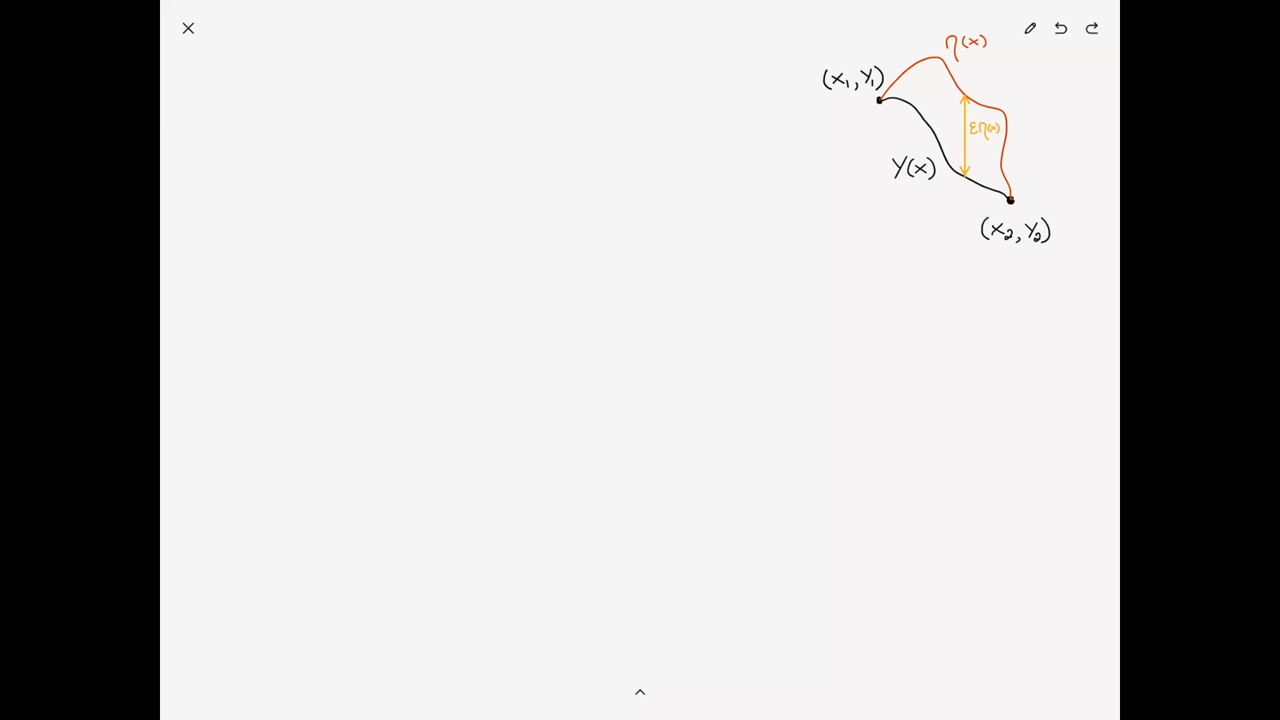 η(x)
(x₁, y₁)
εη(x)
y(x)
(x₂, y₂)